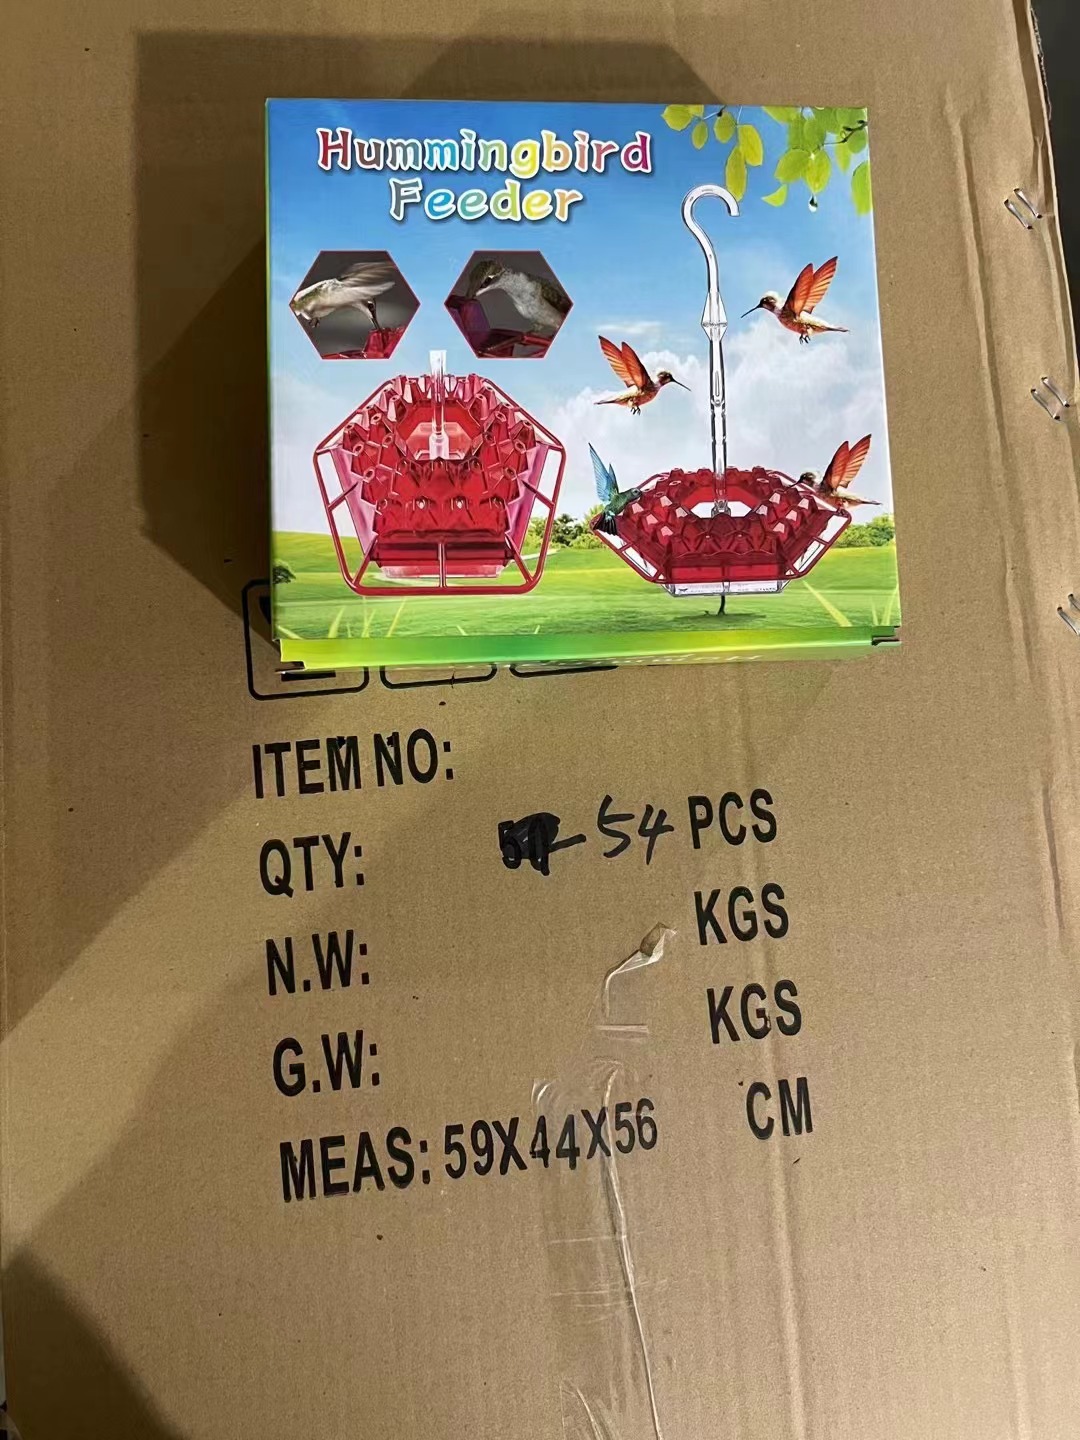 Hummingbird
Feeder
ITEM NO:
QTY: 54 PCS
N.W: KGS
G.W: KGS
MEAS: 59X44X56 CM